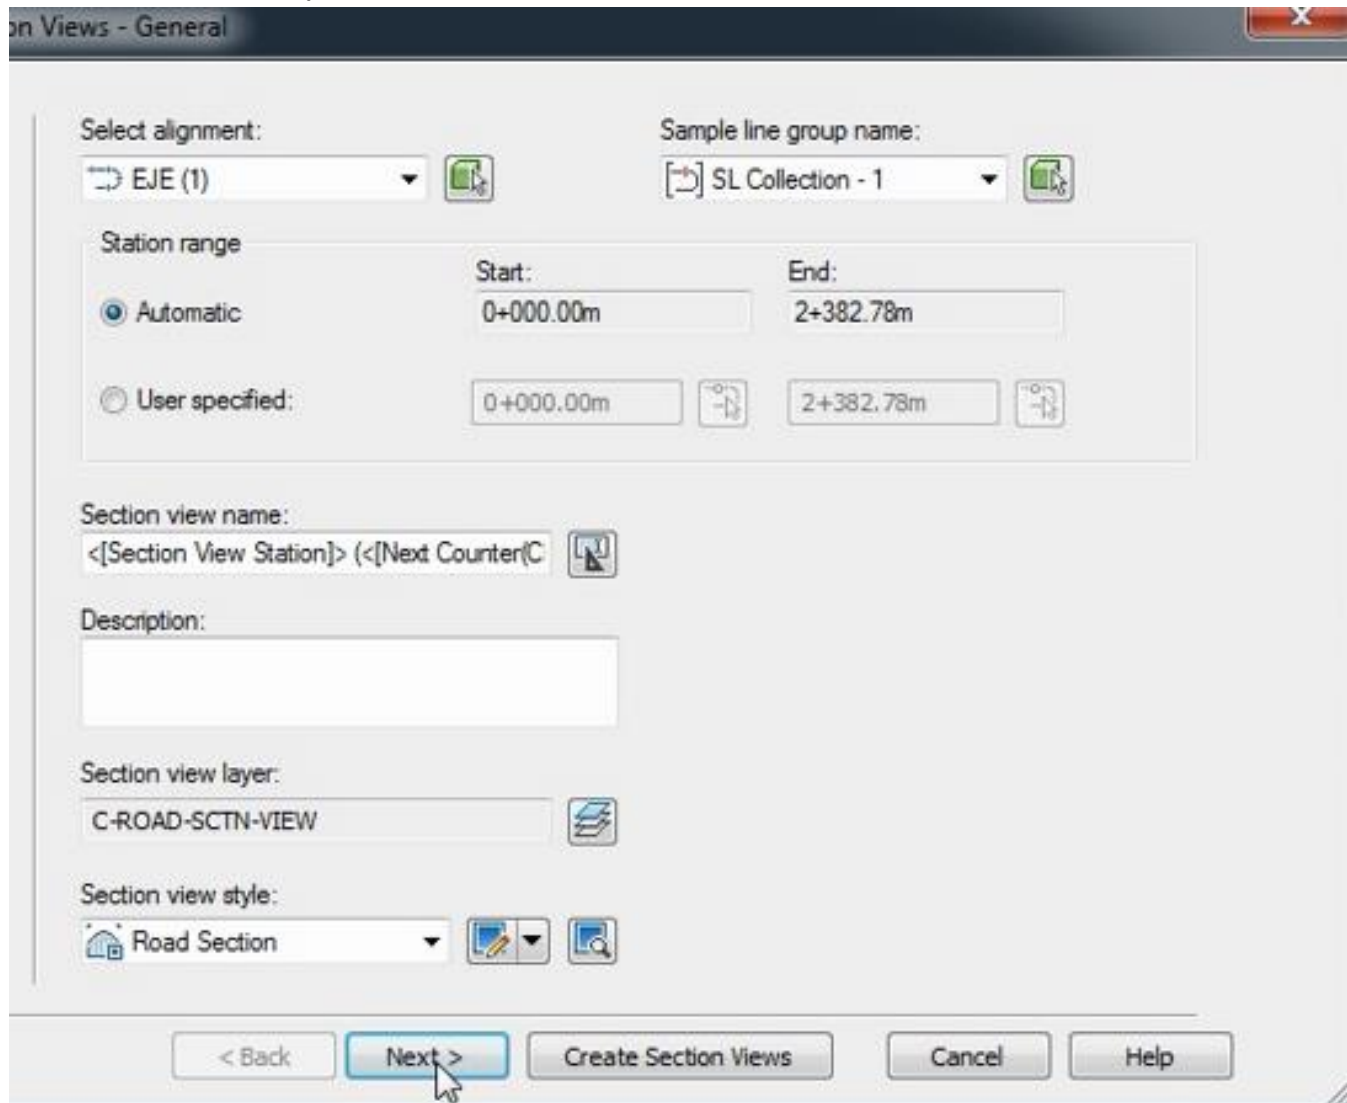 on Views - General
Select alignment:
Sample line group name:
EJE (1)
SL Collection - 1
Station range
Start:
End:
Automatic
0+000.00m
2+382.78m
User specified:
0+000.00m
2+382.78m
Section view name:
<[Section View Station]> (<[Next Counter(C
Description:
Section view layer:
C-ROAD-SCTN-VIEW
Section view style:
Road Section
< Back
Next >
Create Section Views
Cancel
Help